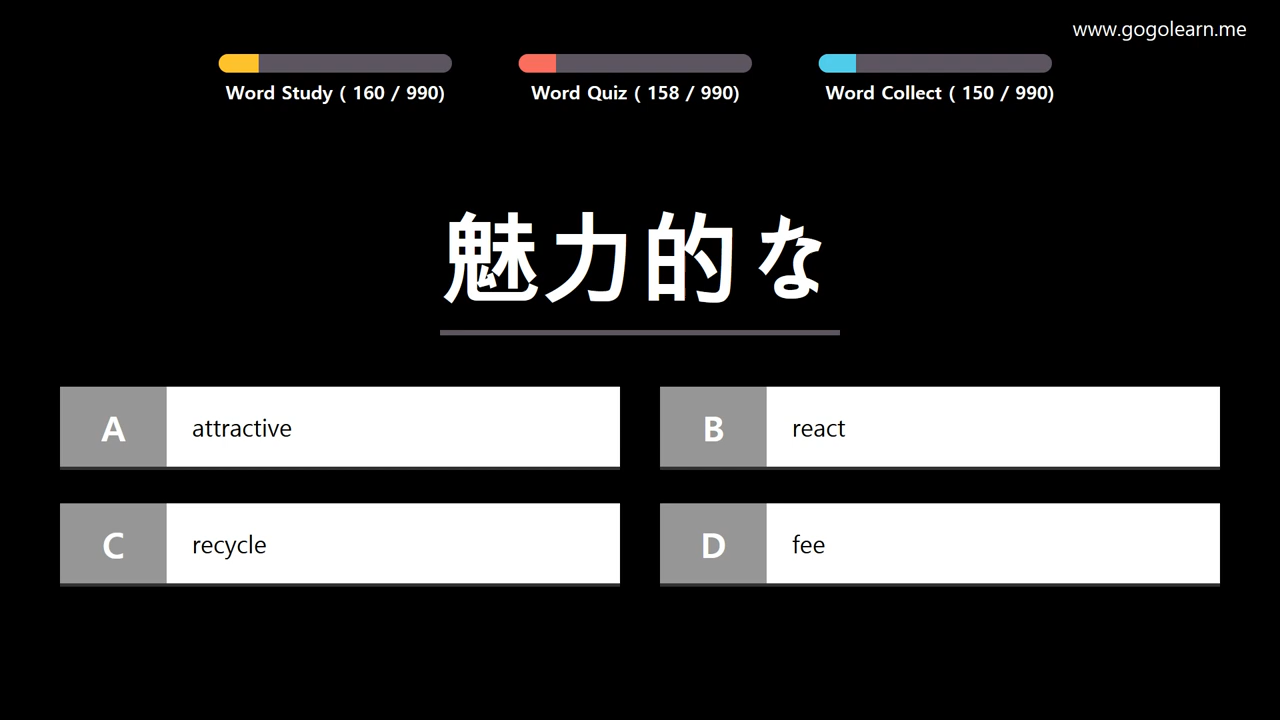 www.gogolearn.me
Word Study ( 160 / 990)
Word Quiz ( 158 / 990)
Word Collect ( 150 / 990)
魅力的な
A attractive
B react
C recycle
D fee